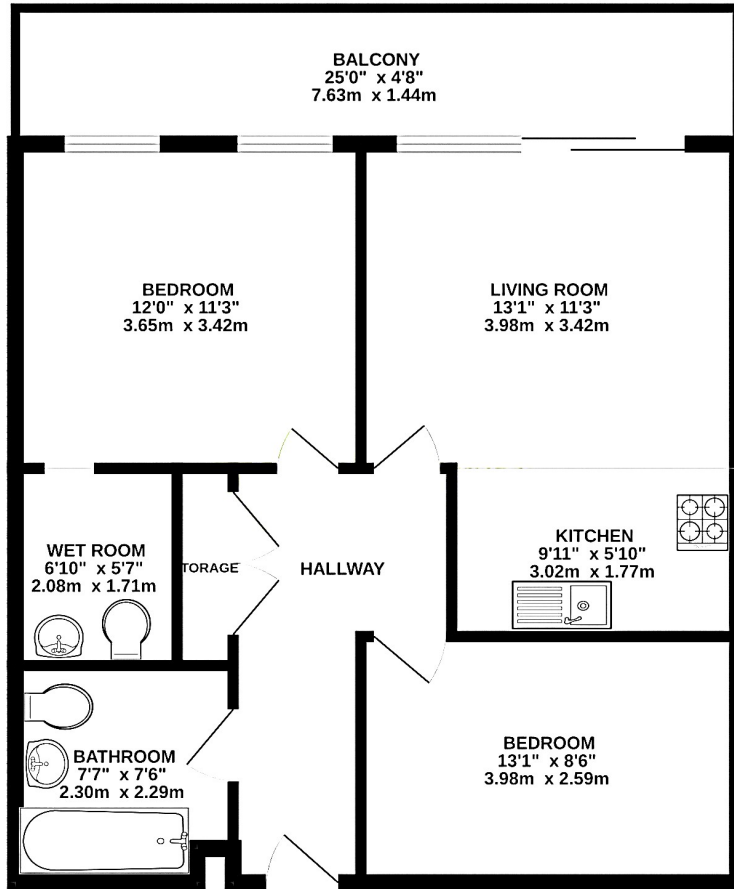 BALCONY
25'0" x 4'8"
7.63m x 1.44m
BEDROOM
12'0" x 11'3"
3.65m x 3.42m
LIVING ROOM
13'1" x 11'3"
3.98m x 3.42m
WET ROOM
6'10" x 5'7"
2.08m x 1.71m
TORAGE
HALLWAY
KITCHEN
9'11" x 5'10"
3.02m x 1.77m
BATHROOM
7'7" x 7'6"
2.30m x 2.29m
BEDROOM
13'1" x 8'6"
3.98m x 2.59m